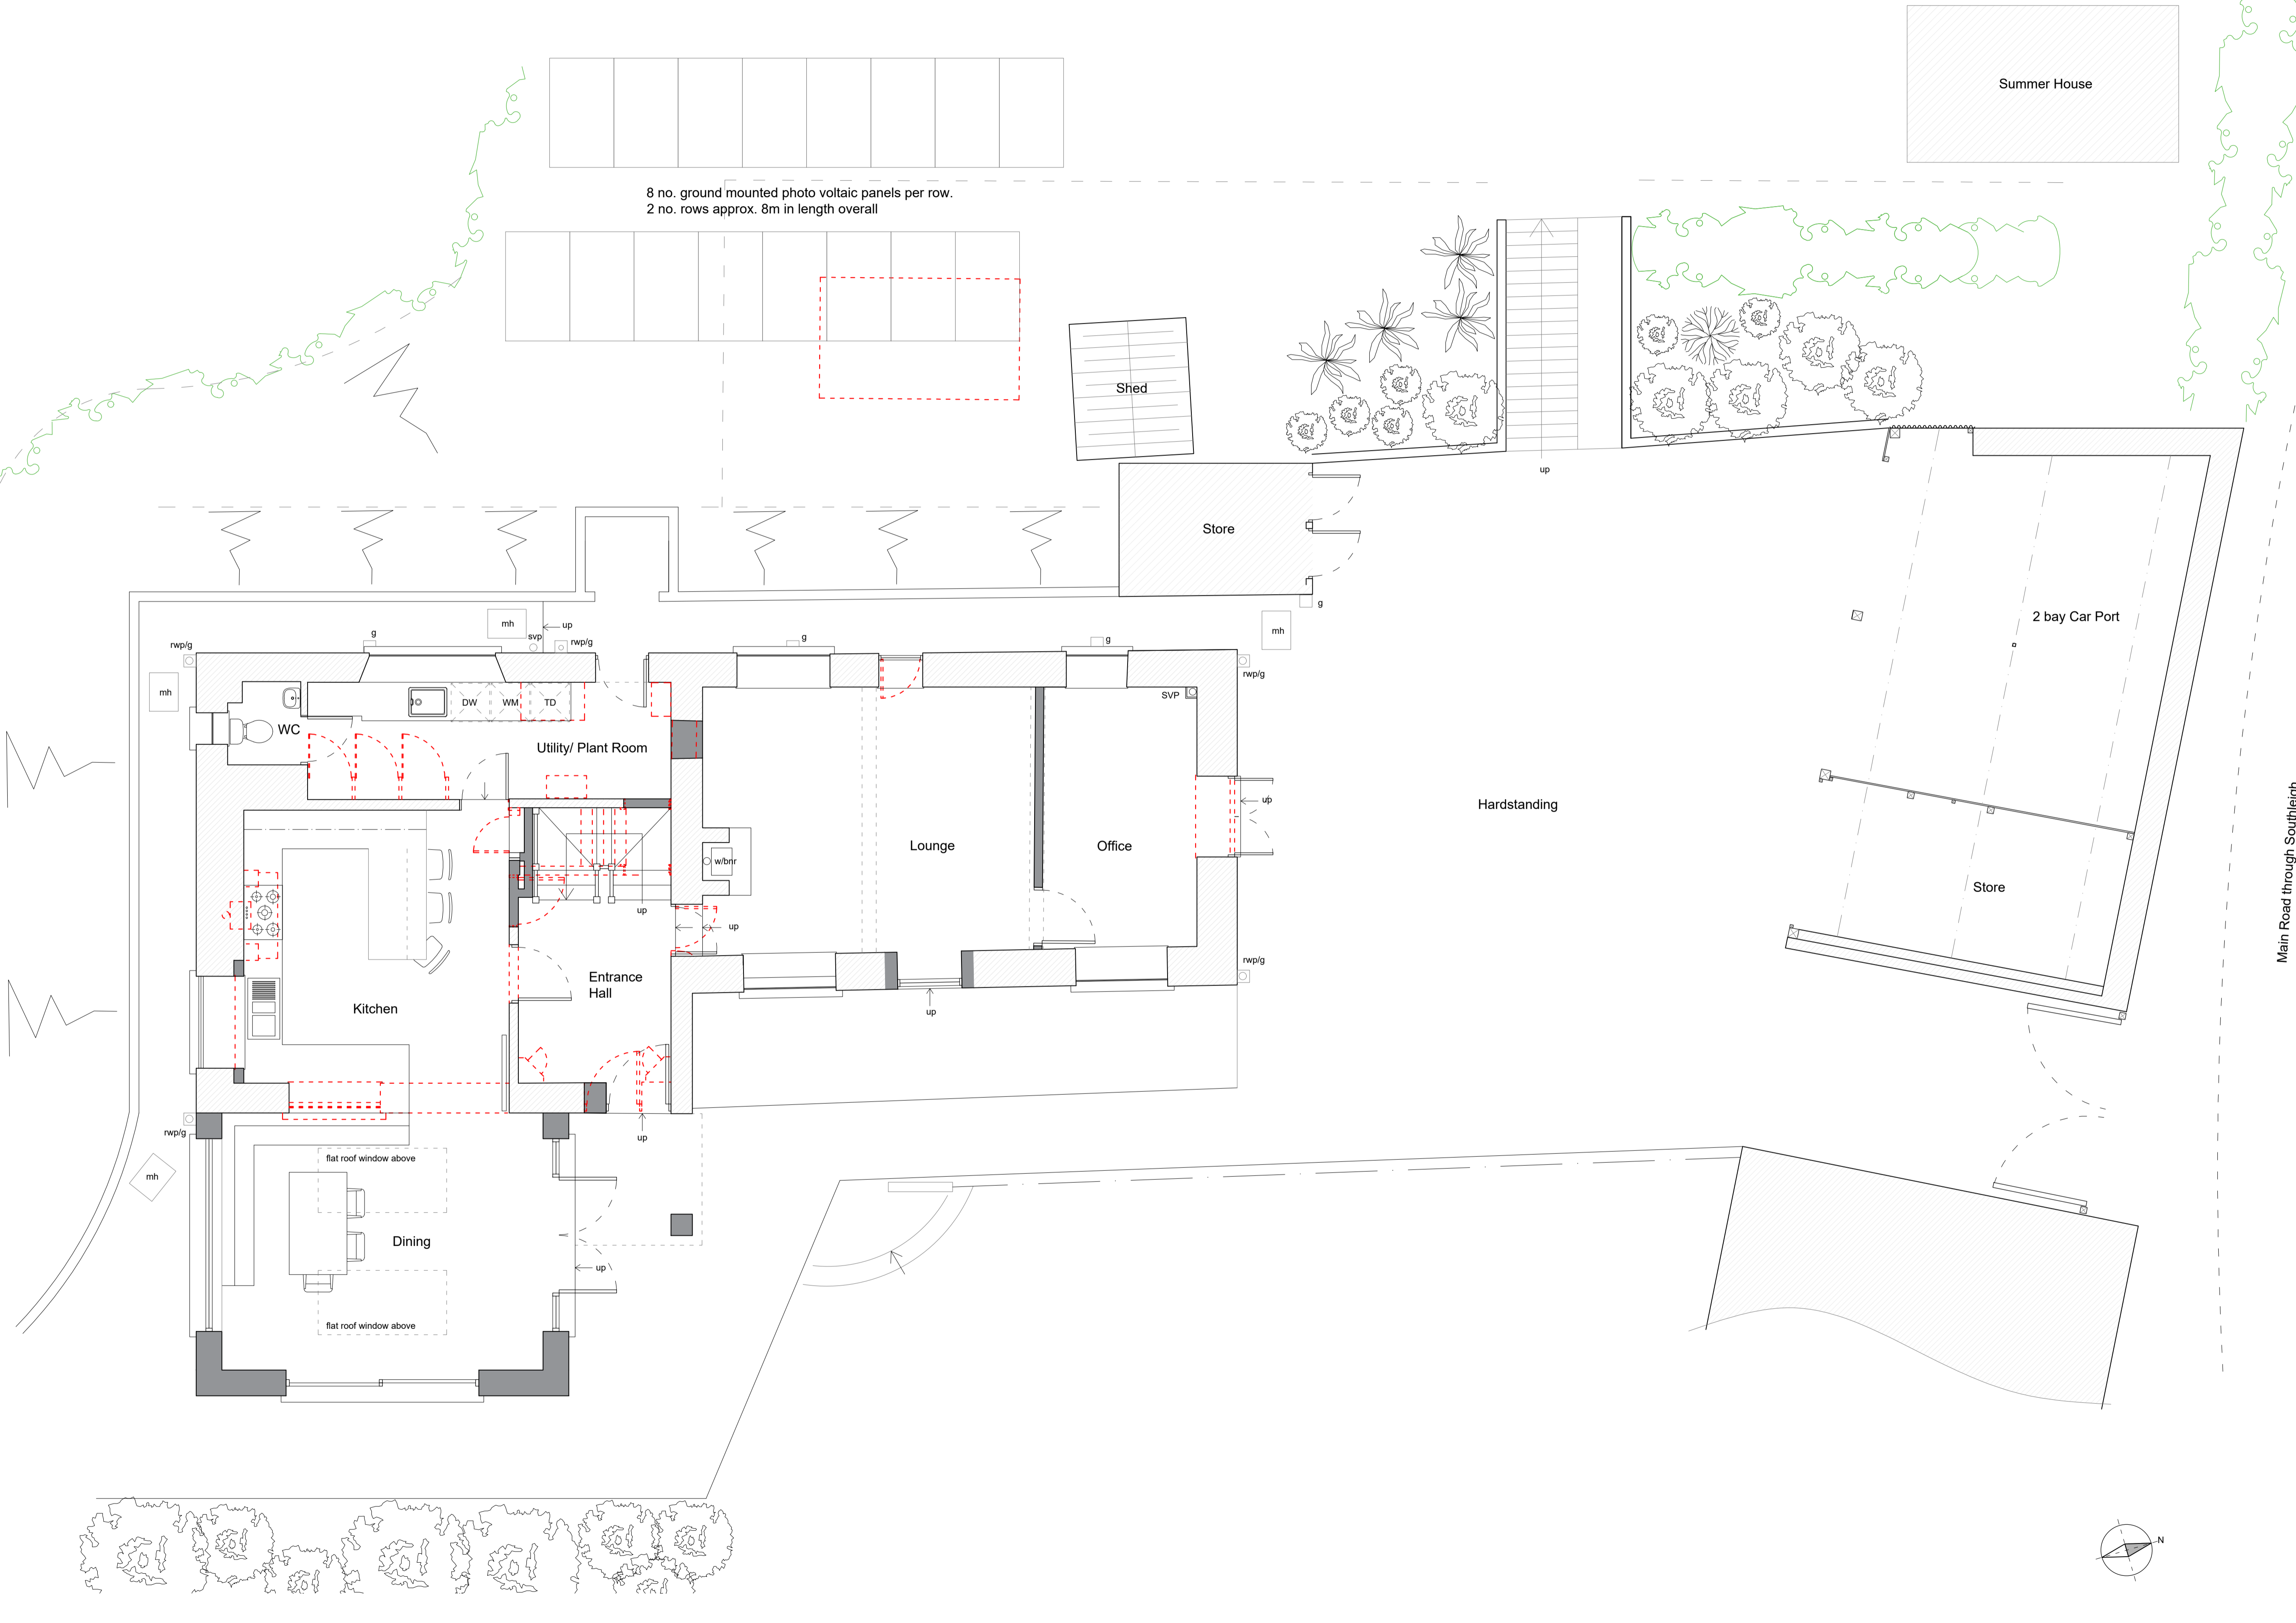 Summer House
8 no. ground mounted photo voltaic panels per row.
2 no. rows approx. 8m in length overall
Shed
up
Store
g
mh
svp
up
rwp/g
g
rwp/g
g
g
mh
rwp/g
mh
2 bay Car Port
SVP
DW
WM
TD
WC
Utility/ Plant Room
up
Hardstanding
Lounge
Office
w/bnr
Store
up
up
Main Road through Southleigh
rwp/g
Entrance
Hall
Kitchen
up
rwp/g
up
flat roof window above
mh
Dining
up
flat roof window above
N